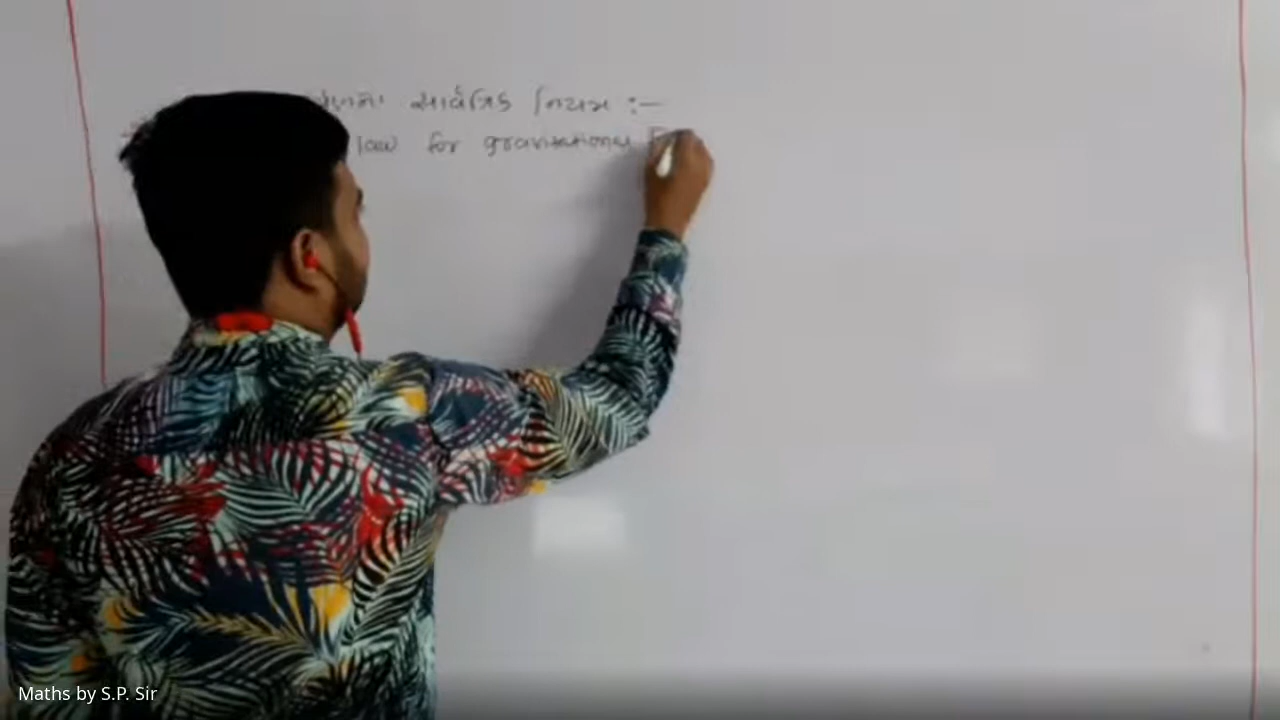 સાર્વત્રિક નિયમ :-
law for gravitational F
Maths by S.P. Sir